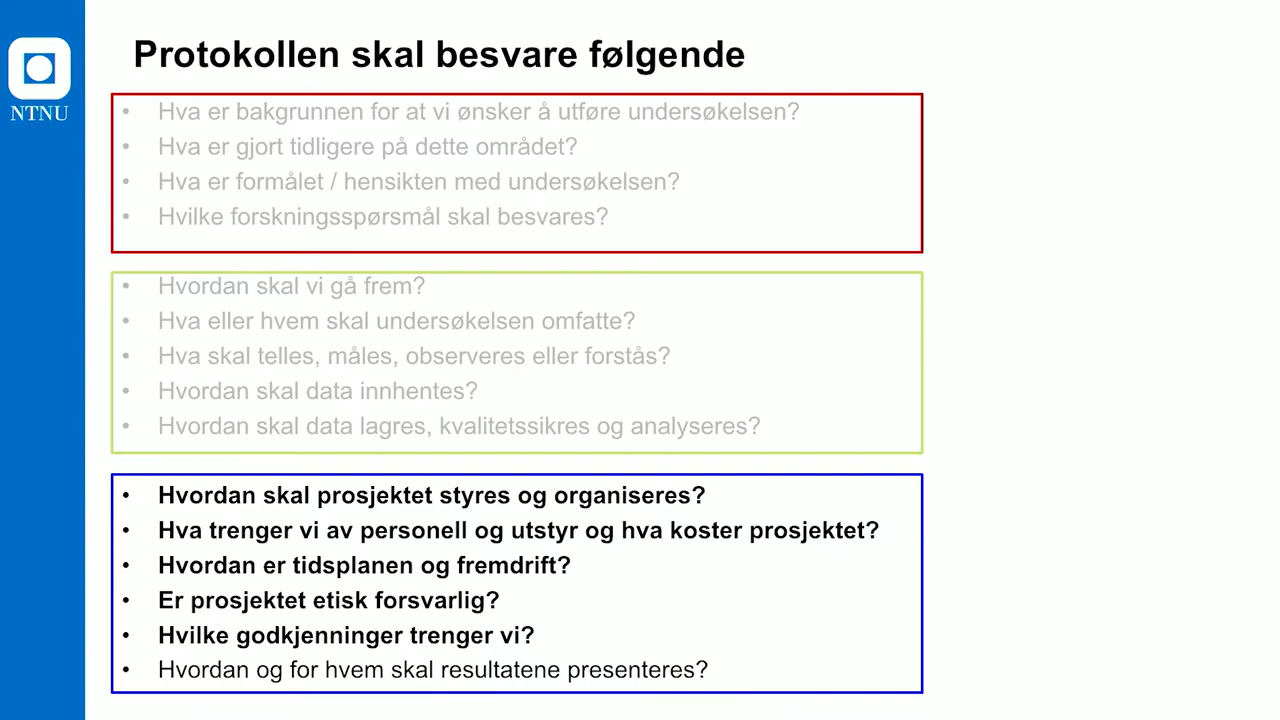 Protokollen skal besvare følgende
NTNU
• Hva er bakgrunnen for at vi ønsker å utføre undersøkelsen?
• Hva er gjort tidligere på dette området?
• Hva er formålet / hensikten med undersøkelsen?
• Hvilke forskningsspørsmål skal besvares?
• Hvordan skal vi gå frem?
• Hva eller hvem skal undersøkelsen omfatte?
• Hva skal telles, måles, observeres eller forstås?
• Hvordan skal data innhentes?
• Hvordan skal data lagres, kvalitetssikres og analyseres?
• Hvordan skal prosjektet styres og organiseres?
• Hva trenger vi av personell og utstyr og hva koster prosjektet?
• Hvordan er tidsplanen og fremdrift?
• Er prosjektet etisk forsvarlig?
• Hvilke godkjenninger trenger vi?
• Hvordan og for hvem skal resultatene presenteres?